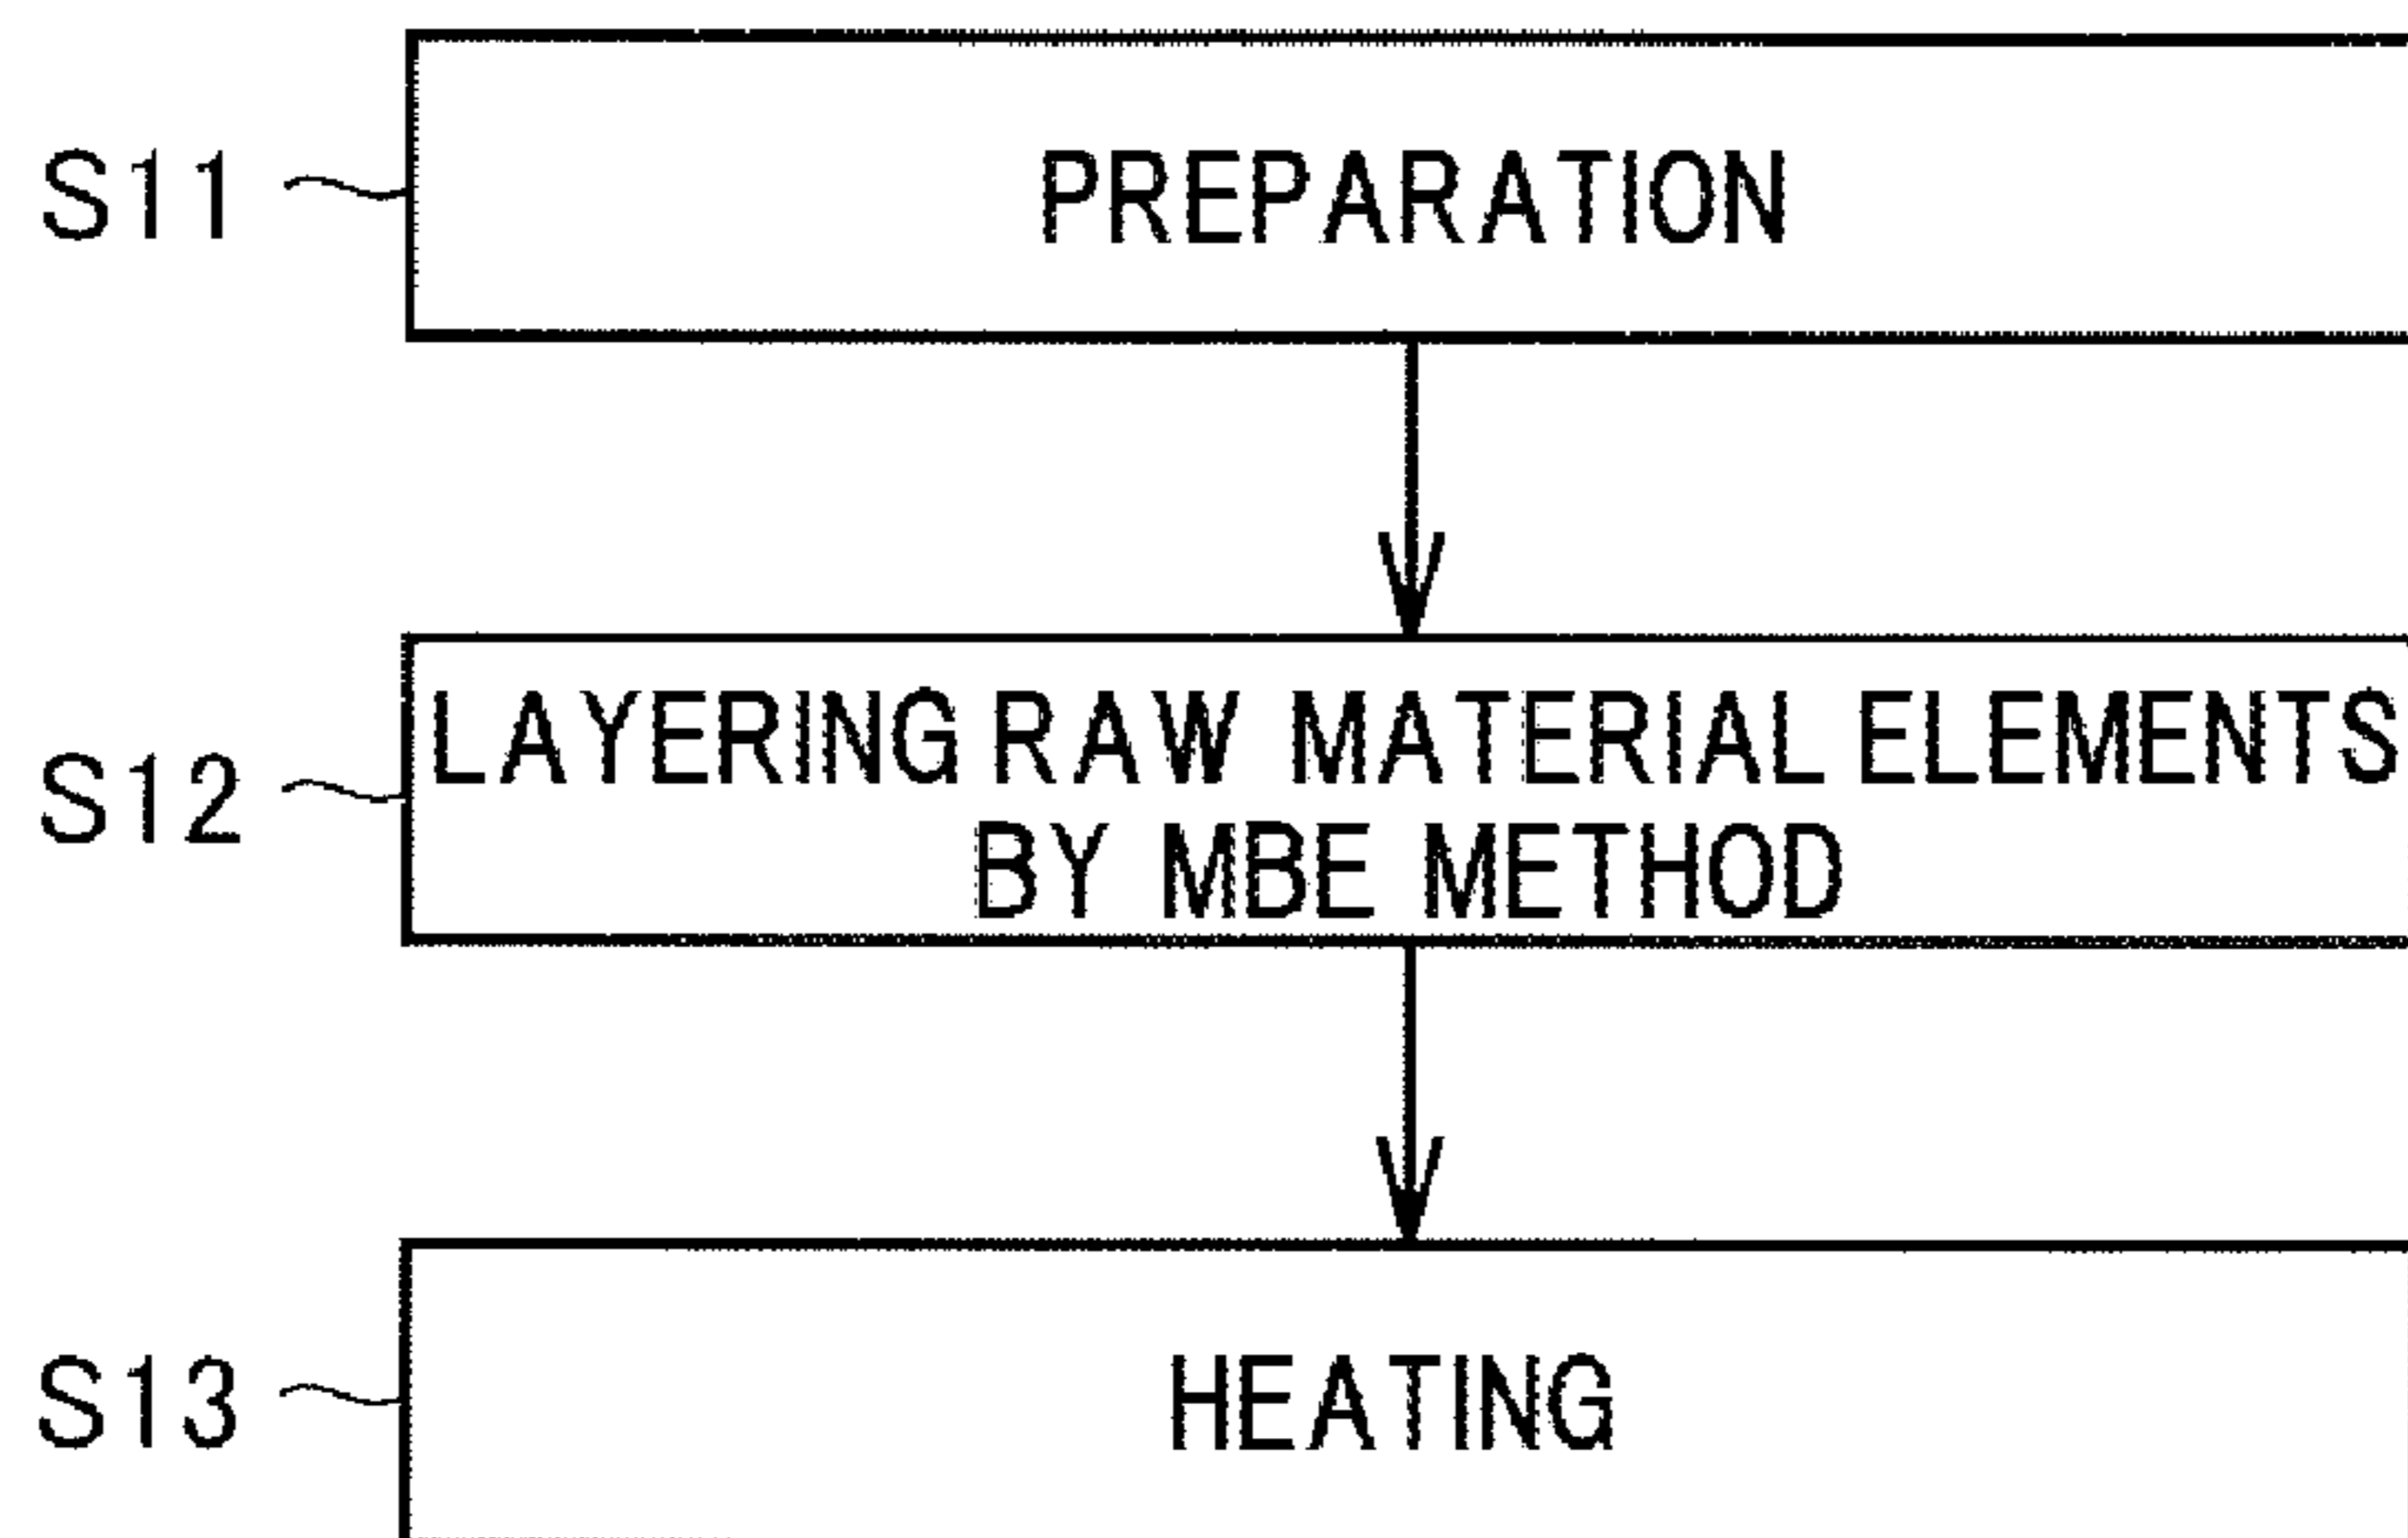 S11
PREPARATION
S12
LAYERING RAW MATERIAL ELEMENTS
BY MBE METHOD
S13
HEATING